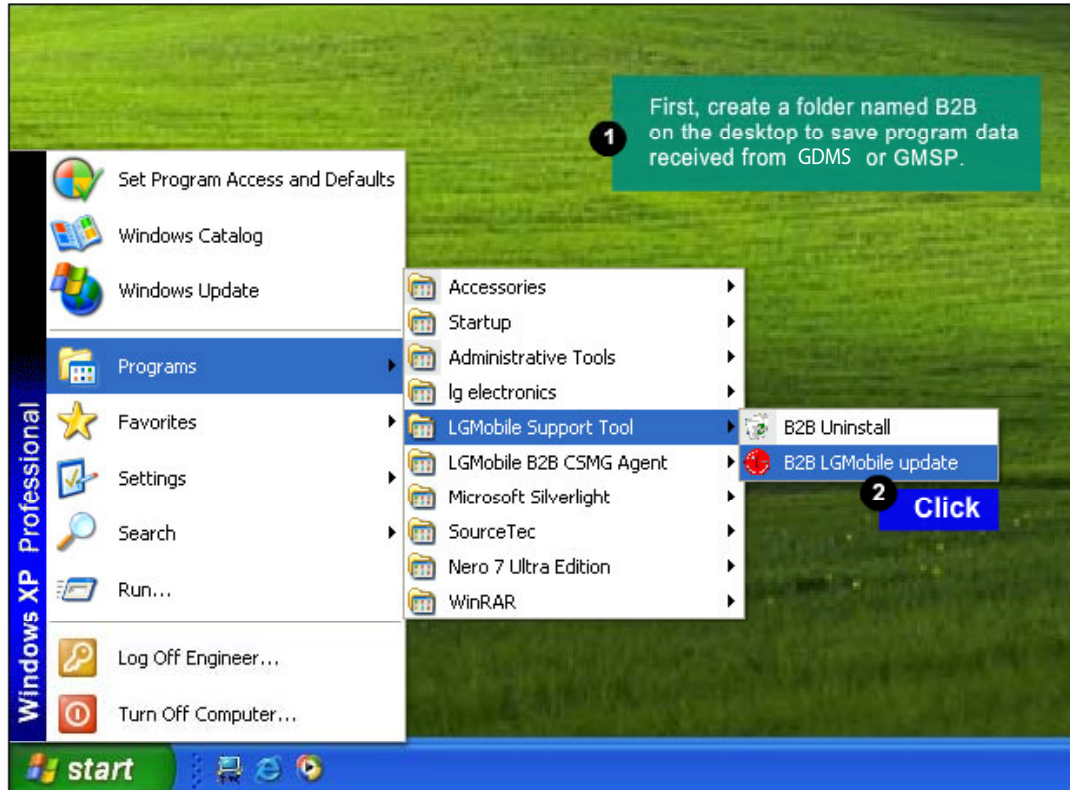 First, create a folder named B2B
on the desktop to save program data
received from GDMS or GMSP.
1
Set Program Access and Defaults
Windows Catalog
Windows Update
Programs
Favorites
Settings
Search
Run...
Log Off Engineer...
Turn Off Computer...
Windows XP Professional
Accessories
Startup
Administrative Tools
lg electronics
LGMobile Support Tool
LGMobile B2B CSMG Agent
Microsoft Silverlight
SourceTec
Nero 7 Ultra Edition
WinRAR
B2B Uninstall
B2B LGMobile update
2
Click
start